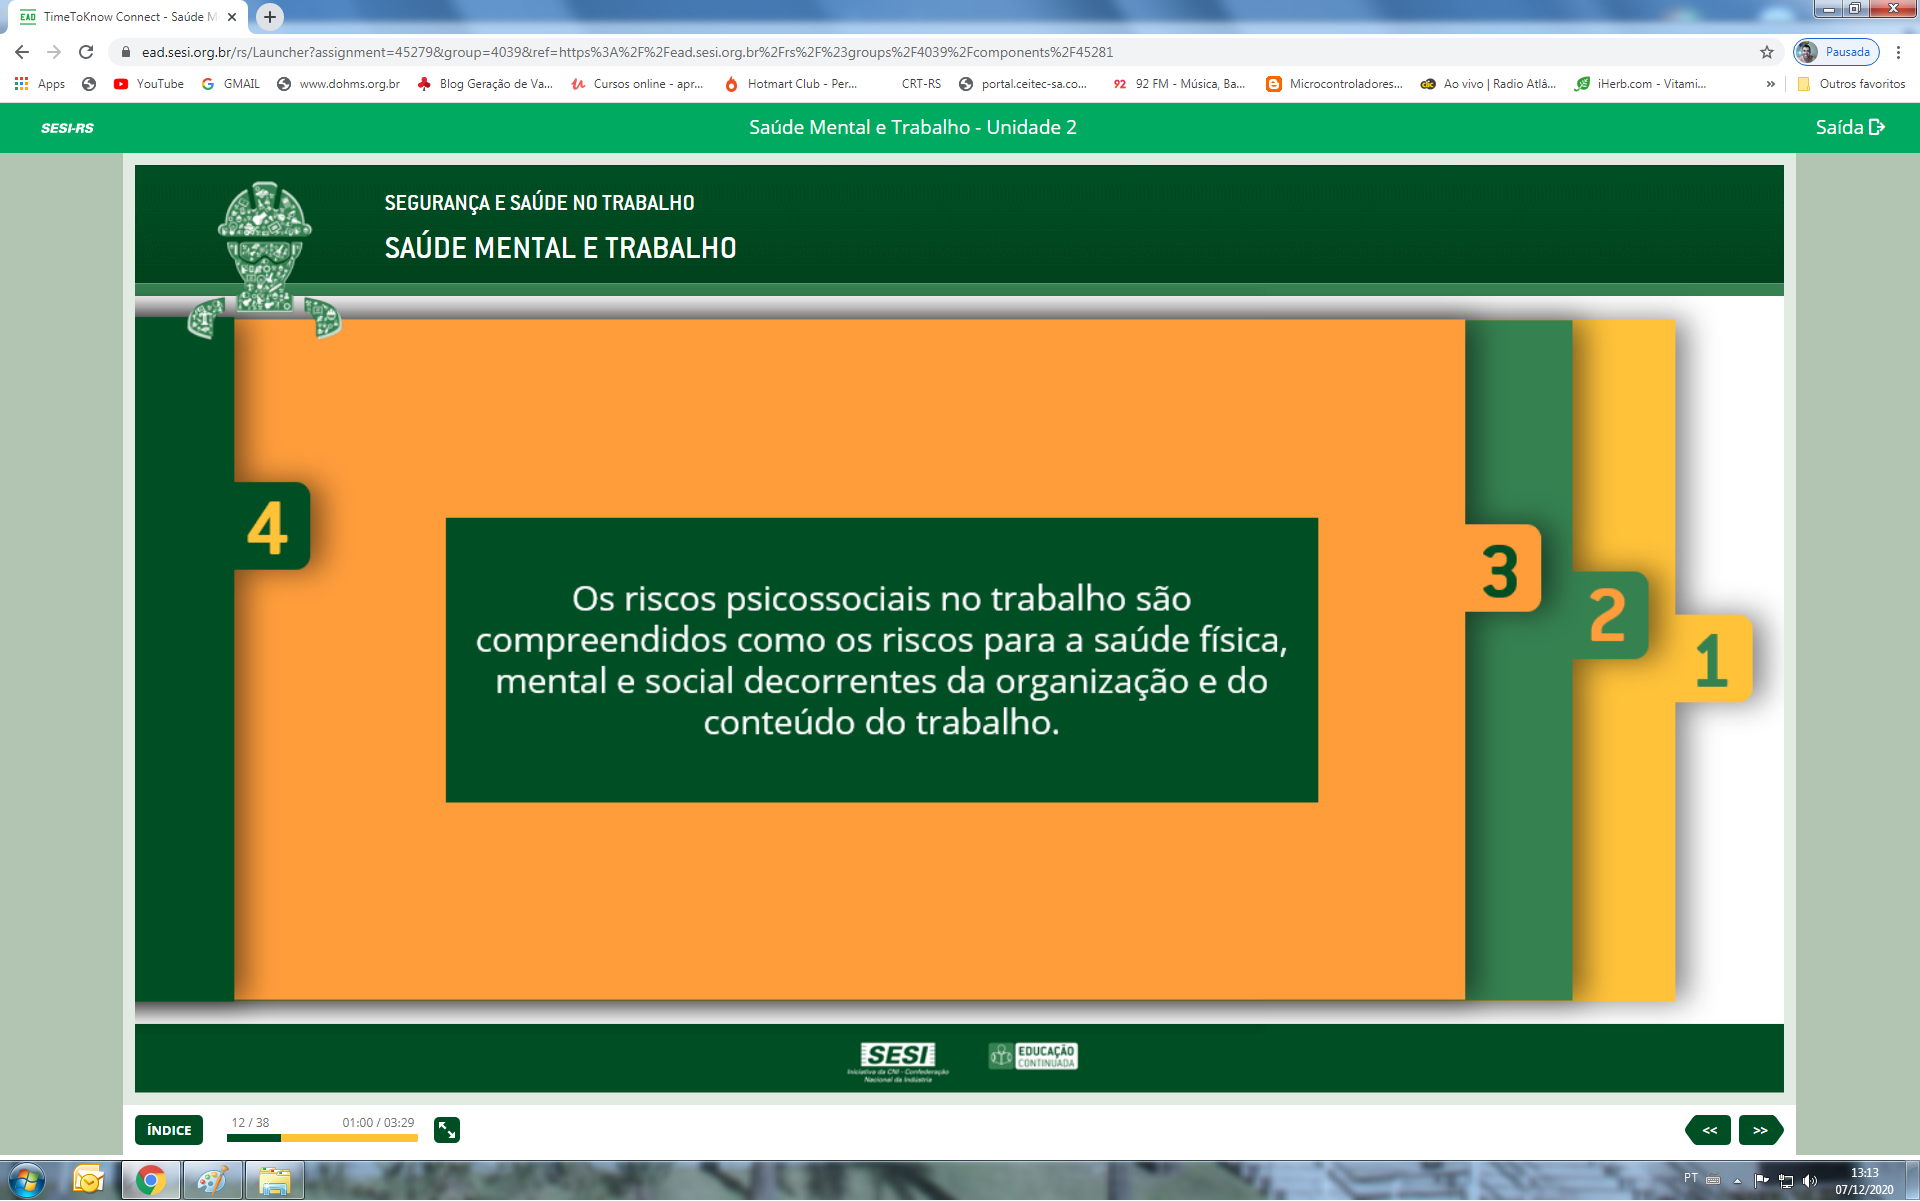 EAD TimeToKnow Connect - Saúde M
ead.sesi.org.br/rs/Launcher?assignment=45279&group=4039&ref=https%3A%2F%2Fead.sesi.org.br%2Frs%2F%23groups%2F4039%2Fcomponents%2F45281
Pausada
Apps YouTube GMAIL www.dohms.org.br Blog Geração de Va... Cursos online - apr... Hotmart Club - Per... CRT-RS portal.ceitec-sa.co... 92 92 FM - Música, Ba... Microcontroladores... Ao vivo | Radio Atlâ... iHerb.com - Vitami... » Outros favoritos
SESI-RS Saúde Mental e Trabalho - Unidade 2 Saída
SEGURANÇA E SAÚDE NO TRABALHO
SAÚDE MENTAL E TRABALHO
4
Os riscos psicossociais no trabalho são
compreendidos como os riscos para a saúde física,
mental e social decorrentes da organização e do
conteúdo do trabalho.
3
2
1
SESI
Iniciativa da CNI - Confederação
Nacional da Indústria
EDUCAÇÃO
CONTINUADA
ÍNDICE 12 / 38 01:00 / 03:29 << >>
PT 13:13
07/12/2020